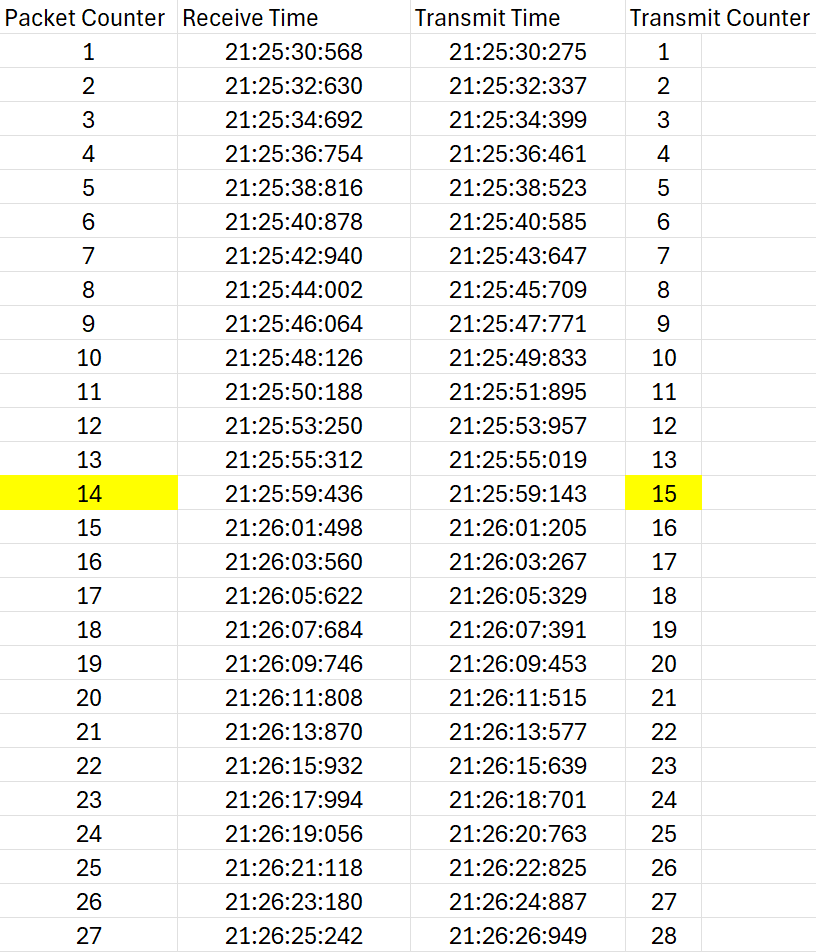 Packet Counter Receive Time Transmit Time Transmit Counter
1 21:25:30:568 21:25:30:275 1
2 21:25:32:630 21:25:32:337 2
3 21:25:34:692 21:25:34:399 3
4 21:25:36:754 21:25:36:461 4
5 21:25:38:816 21:25:38:523 5
6 21:25:40:878 21:25:40:585 6
7 21:25:42:940 21:25:43:647 7
8 21:25:44:002 21:25:45:709 8
9 21:25:46:064 21:25:47:771 9
10 21:25:48:126 21:25:49:833 10
11 21:25:50:188 21:25:51:895 11
12 21:25:53:250 21:25:53:957 12
13 21:25:55:312 21:25:55:019 13
14 21:25:59:436 21:25:59:143 15
15 21:26:01:498 21:26:01:205 16
16 21:26:03:560 21:26:03:267 17
17 21:26:05:622 21:26:05:329 18
18 21:26:07:684 21:26:07:391 19
19 21:26:09:746 21:26:09:453 20
20 21:26:11:808 21:26:11:515 21
21 21:26:13:870 21:26:13:577 22
22 21:26:15:932 21:26:15:639 23
23 21:26:17:994 21:26:18:701 24
24 21:26:19:056 21:26:20:763 25
25 21:26:21:118 21:26:22:825 26
26 21:26:23:180 21:26:24:887 27
27 21:26:25:242 21:26:26:949 28